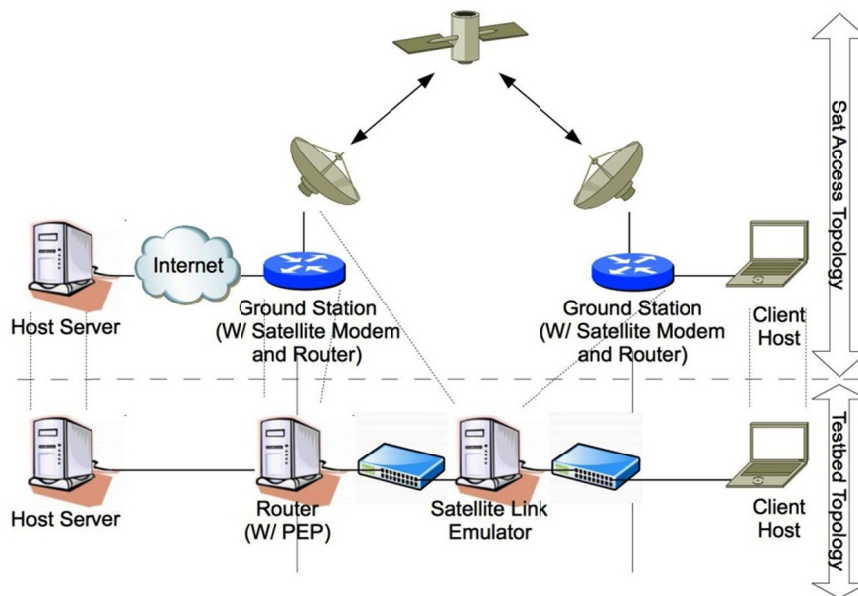 Sat Access Topology
Internet
Host Server
Ground Station
(W/ Satellite Modem
and Router)
Ground Station
(W/ Satellite Modem
and Router)
Client
Host
Testbed Topology
Host Server
Router
(W/ PEP)
Satellite Link
Emulator
Client
Host